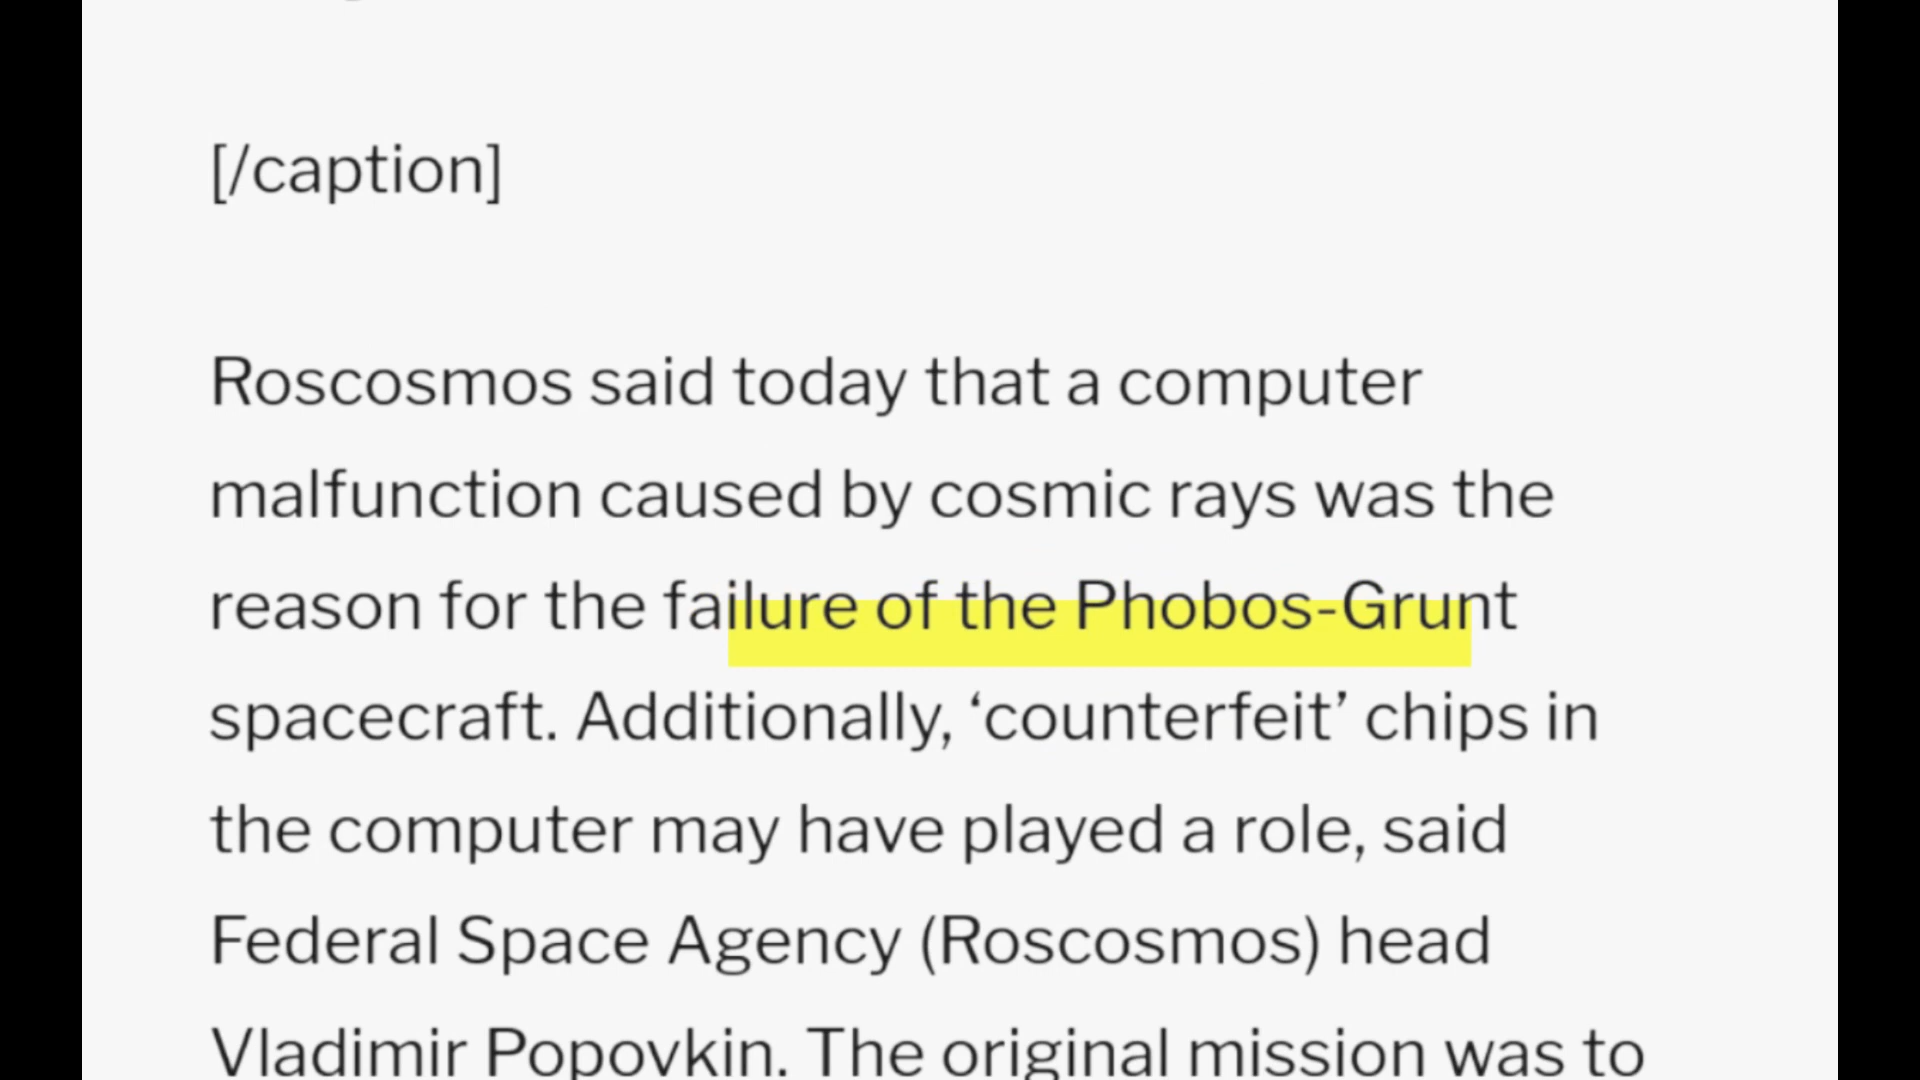 [/caption]
Roscosmos said today that a computer
malfunction caused by cosmic rays was the
reason for the failure of the Phobos-Grunt
spacecraft. Additionally, ‘counterfeit’ chips in
the computer may have played a role, said
Federal Space Agency (Roscosmos) head
Vladimir Popovkin. The original mission was to